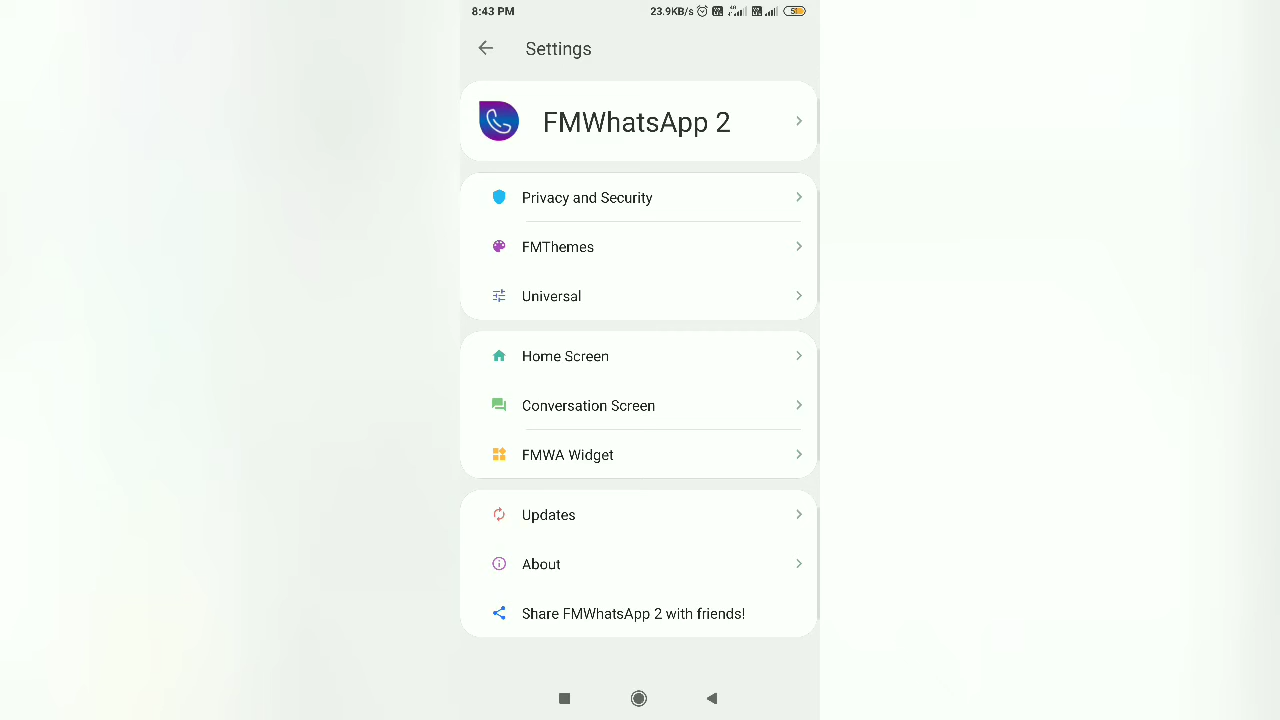 8:43 PM 23.9KB/s
Settings
FMWhatsApp 2
Privacy and Security
FMThemes
Universal
Home Screen
Conversation Screen
FMWA Widget
Updates
About
Share FMWhatsApp 2 with friends!